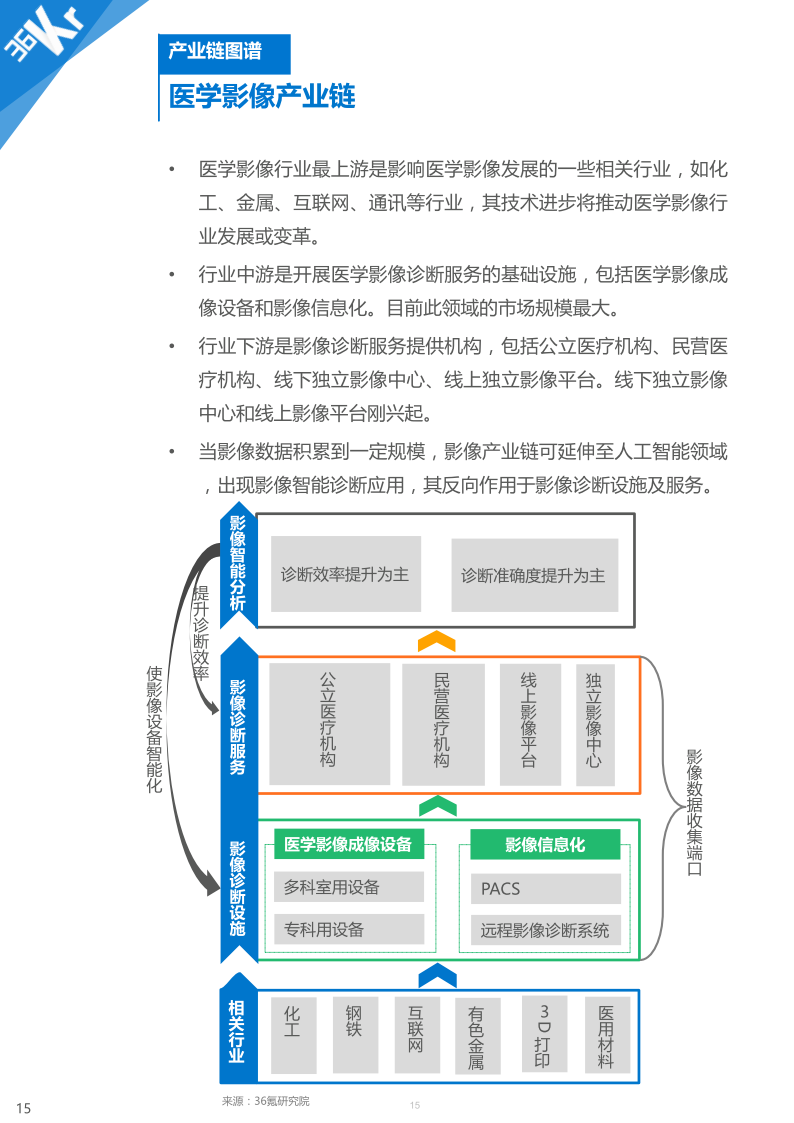 36Kr
产业链图谱
医学影像产业链
• 医学影像行业最上游是影响医学影像发展的一些相关行业，如化
工、金属、互联网、通讯等行业，其技术进步将推动医学影像行
业发展或变革。
• 行业中游是开展医学影像诊断服务的基础设施，包括医学影像成
像设备和影像信息化。目前此领域的市场规模最大。
• 行业下游是影像诊断服务提供机构，包括公立医疗机构、民营医
疗机构、线下独立影像中心、线上独立影像平台。线下独立影像
中心和线上影像平台刚兴起。
• 当影像数据积累到一定规模，影像产业链可延伸至人工智能领域
，出现影像智能诊断应用，其反向作用于影像诊断设施及服务。
影像智能分析
诊断效率提升为主
诊断准确度提升为主
提升诊断效率
使影像设备智能化
影像诊断服务
公立医疗机构
民营医疗机构
线上影像平台
独立影像中心
影像数据收集端口
影像诊断设施
医学影像成像设备
多科室用设备
专科用设备
影像信息化
PACS
远程影像诊断系统
相关行业
化工
钢铁
互联网
有色金属
3D打印
医用材料
来源：36氪研究院
15
15